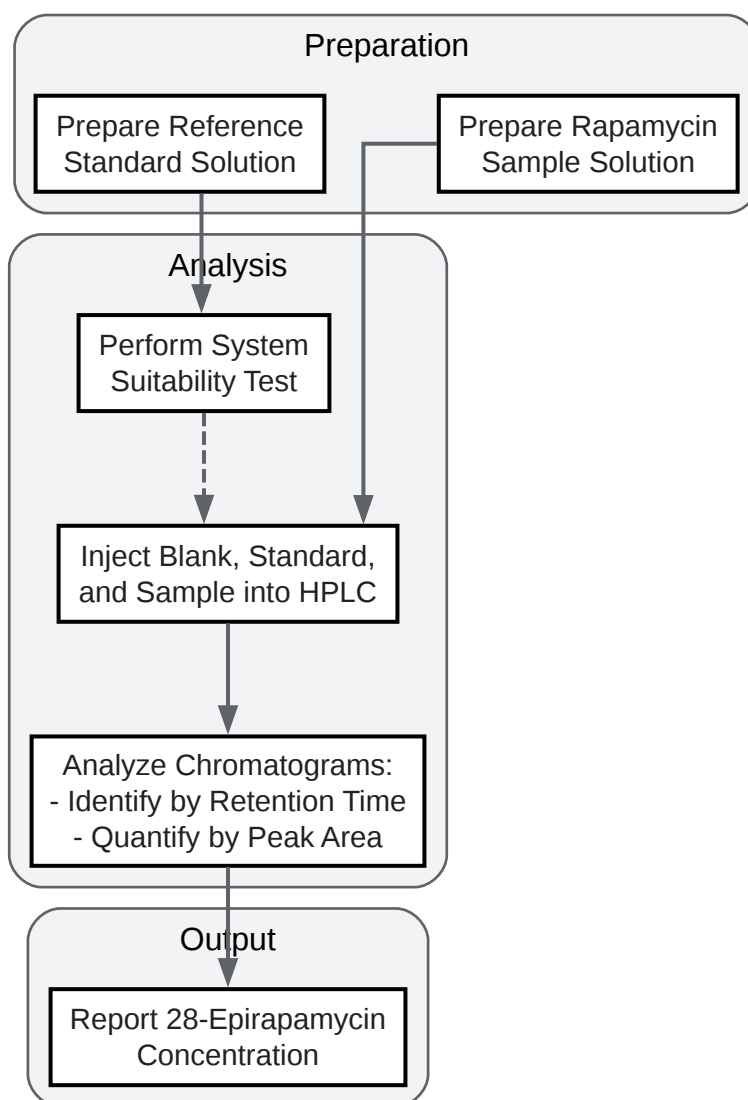 Preparation
Prepare Reference
Standard Solution
Prepare Rapamycin
Sample Solution
Analysis
Perform System
Suitability Test
Inject Blank, Standard,
and Sample into HPLC
Analyze Chromatograms:
- Identify by Retention Time
- Quantify by Peak Area
Output
Report 28-Epirapamycin
Concentration